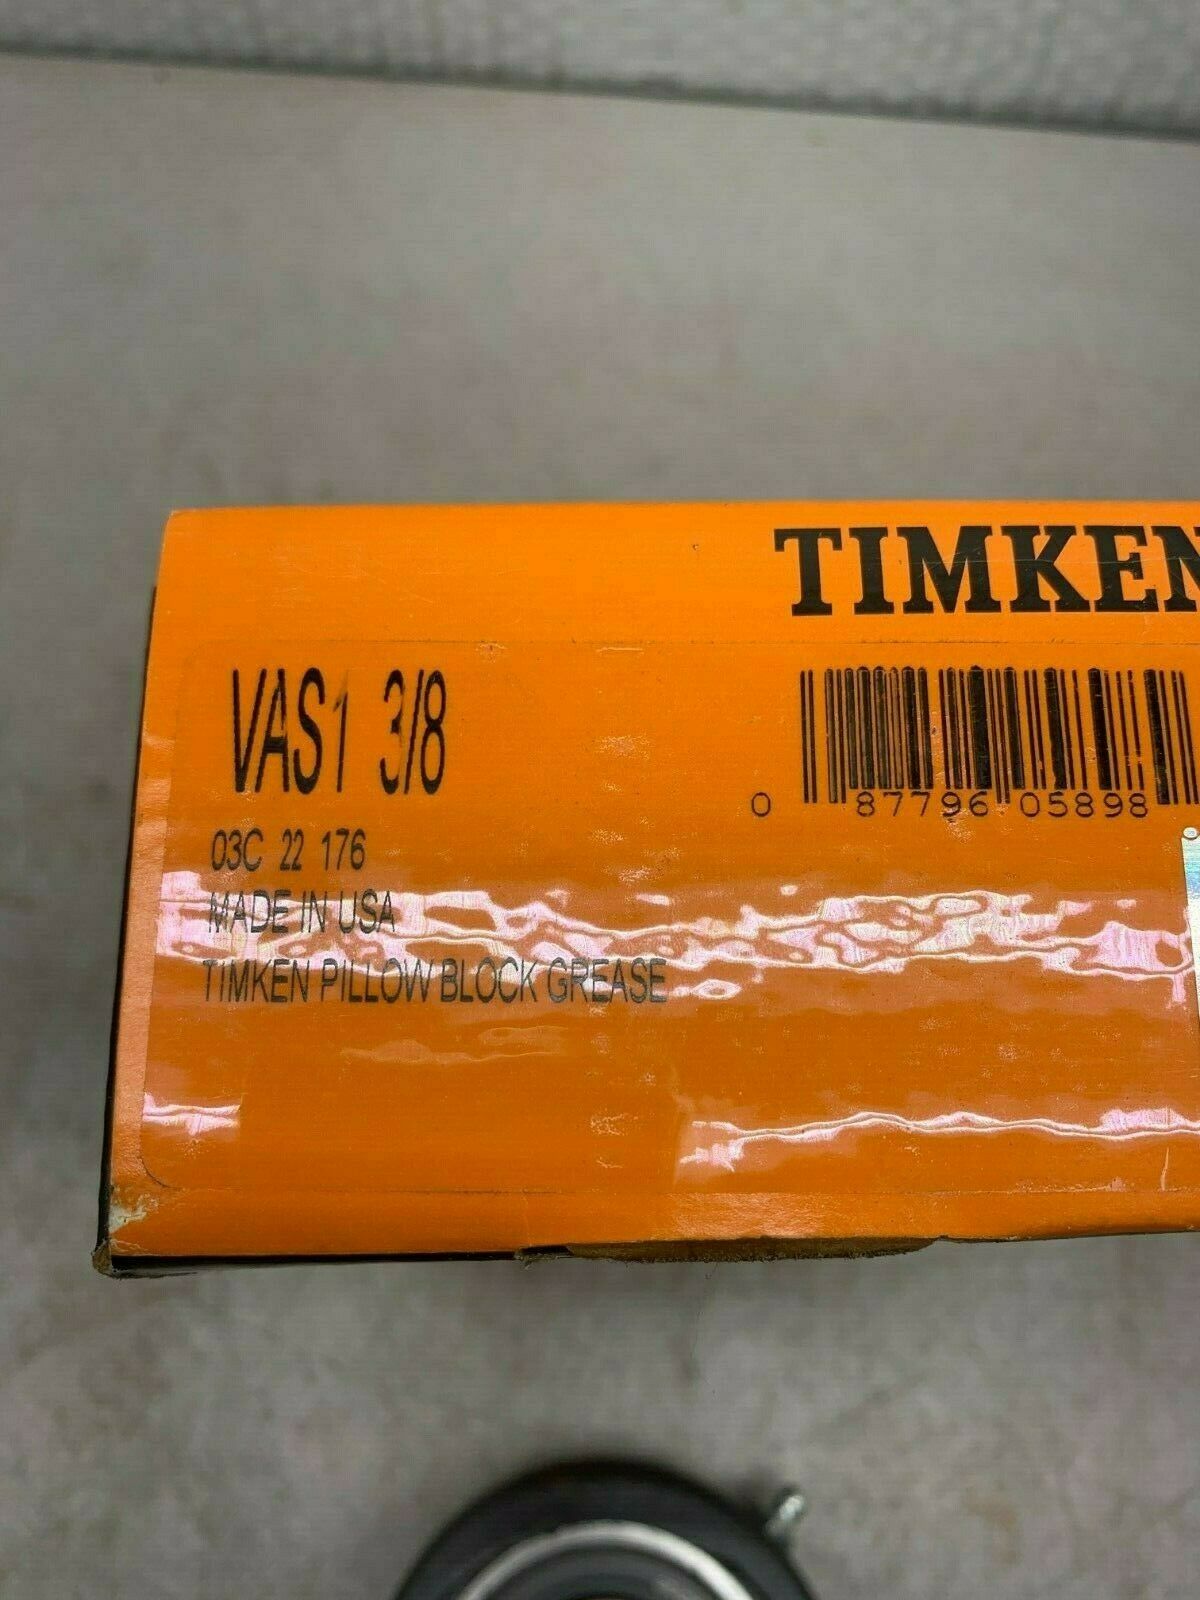 TIMKEN
VAS1 3/8
0 87796 05898
03C 22 176
MADE IN USA
TIMKEN PILLOW BLOCK GREASE